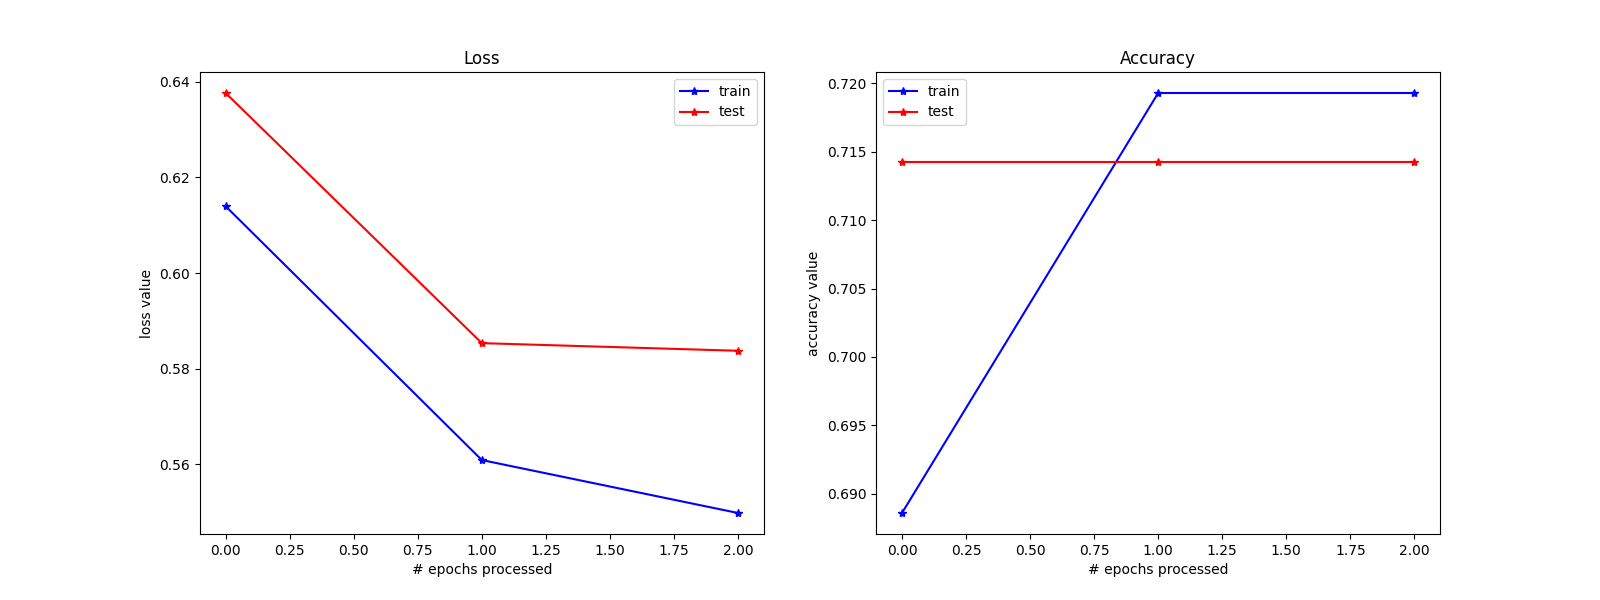 Loss
0.64
0.62
0.60
0.58
0.56
loss value
0.00 0.25 0.50 0.75 1.00 1.25 1.50 1.75 2.00
# epochs processed
train
test
Accuracy
0.720
0.715
0.710
0.705
0.700
0.695
0.690
accuracy value
0.00 0.25 0.50 0.75 1.00 1.25 1.50 1.75 2.00
# epochs processed
train
test